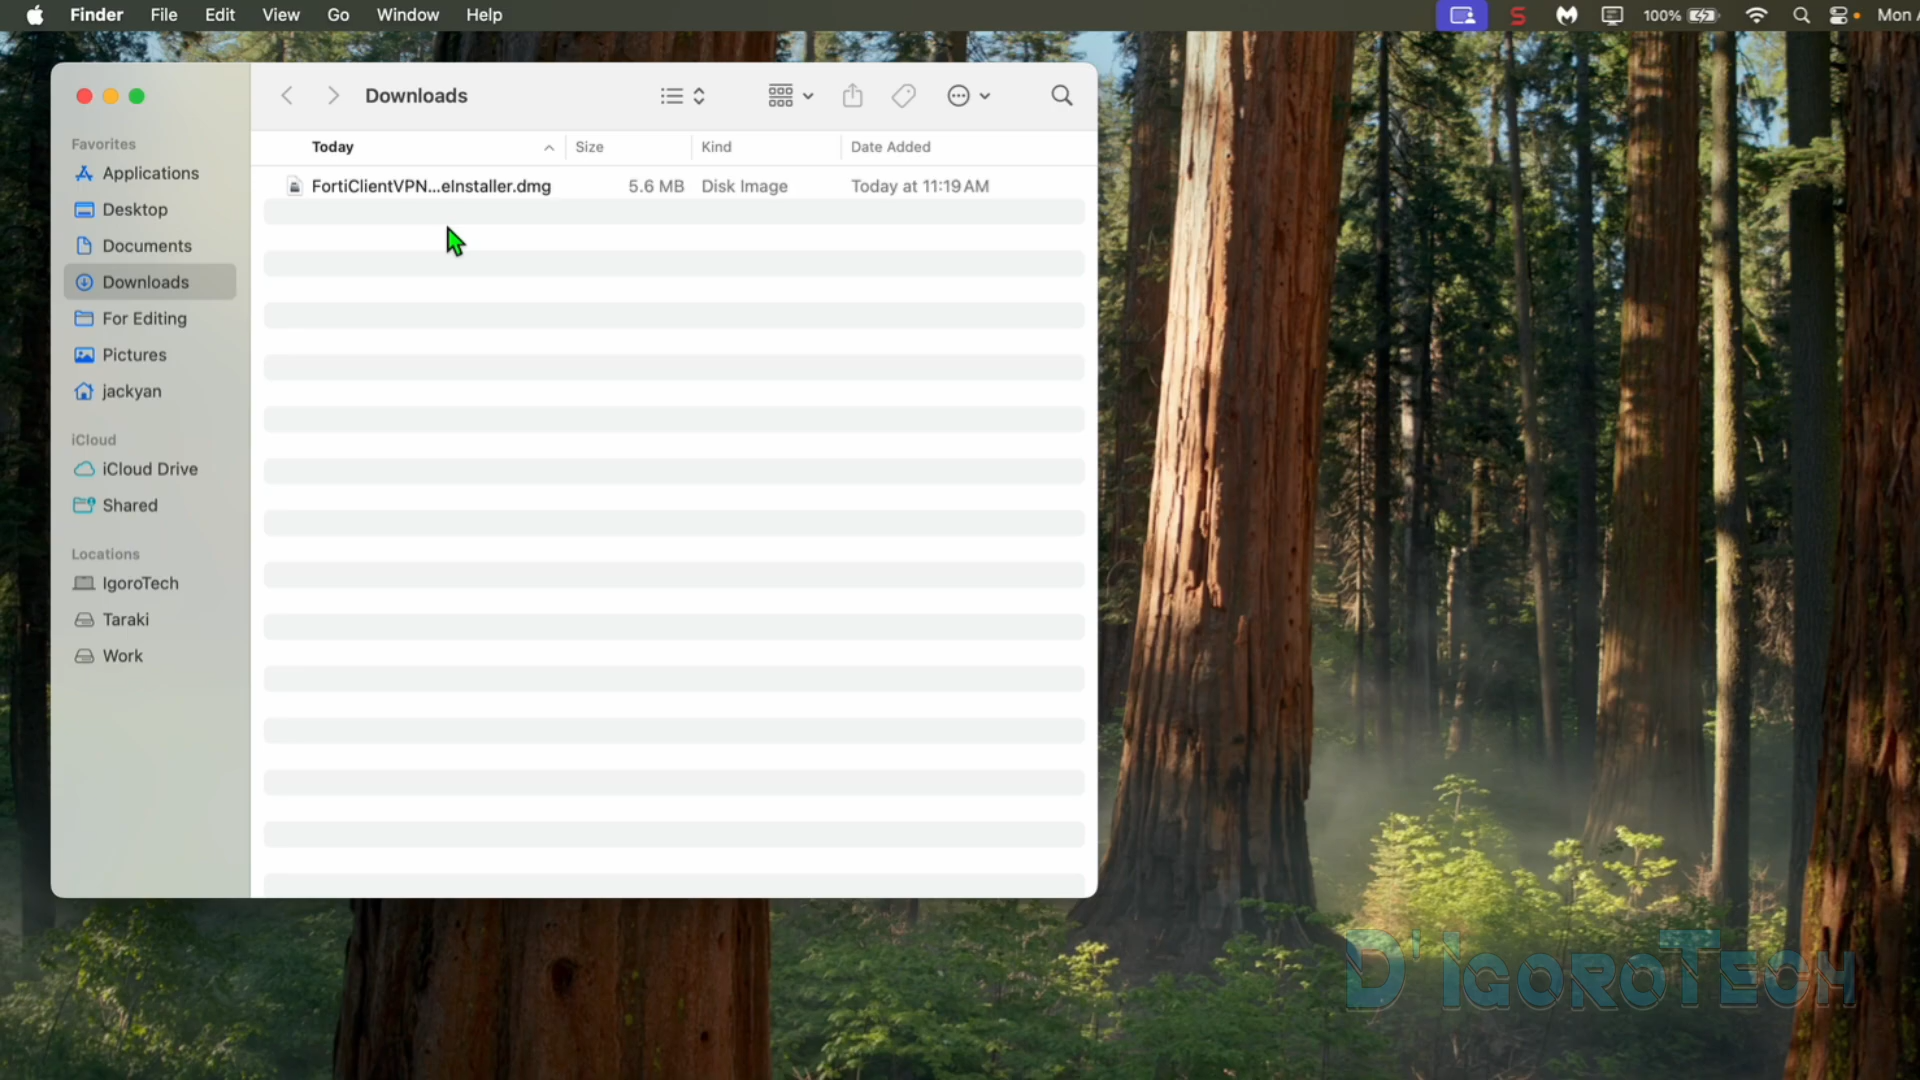 Finder File Edit View Go Window Help 100% Mon
Downloads
Favorites
Applications
Desktop
Documents
Downloads
For Editing
Pictures
jackyan
iCloud
iCloud Drive
Shared
Locations
IgoroTech
Taraki
Work
Today Size Kind Date Added
FortiClientVPN...eInstaller.dmg 5.6 MB Disk Image Today at 11:19 AM
D'IgoroTech